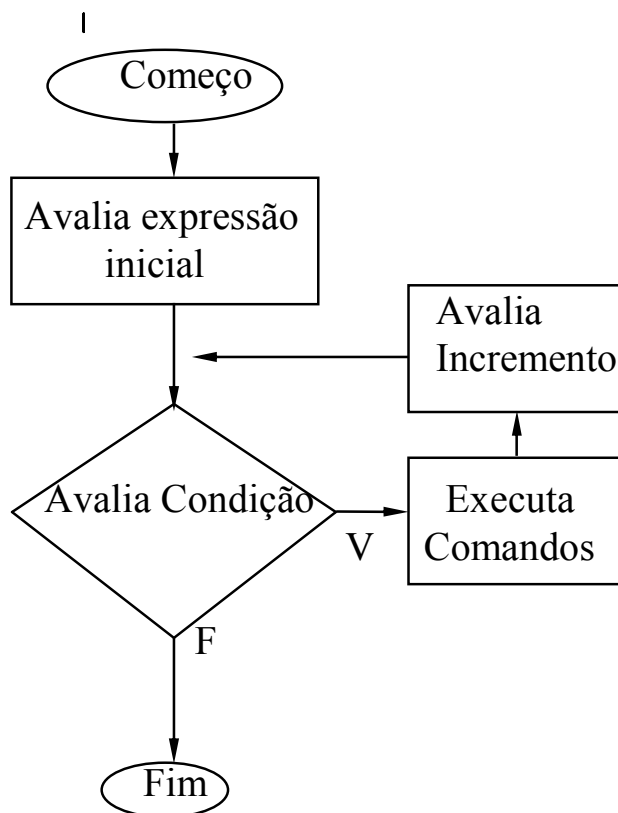 Começo
Avalia expressão
inicial
Avalia
Incremento
Avalia Condição
V
Executa
Comandos
F
Fim